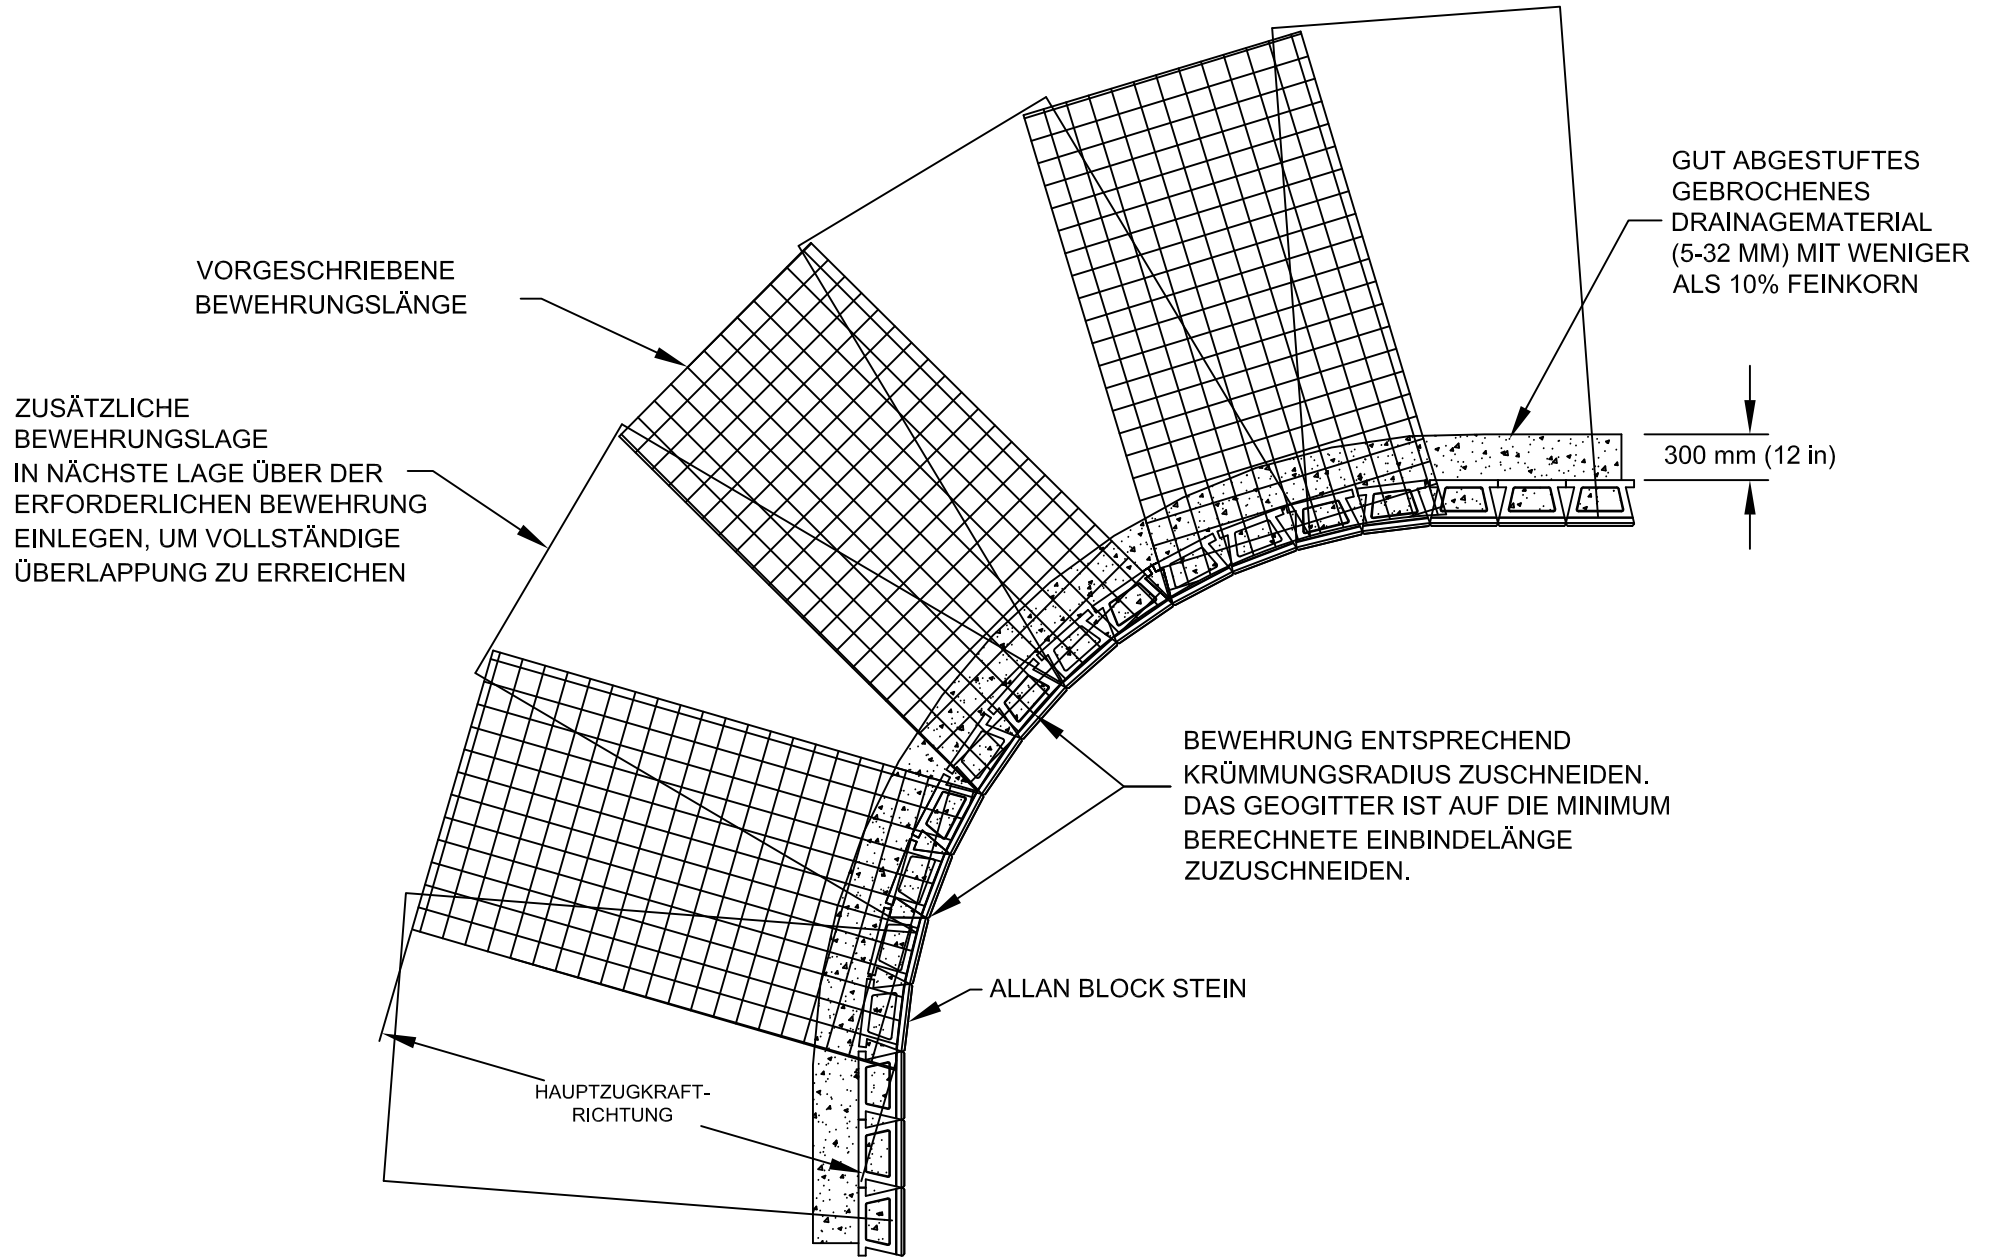 GUT ABGESTUFTES
GEBROCHENES
DRAINAGEMATERIAL
(5-32 MM) MIT WENIGER
ALS 10% FEINKORN
VORGESCHRIEBENE
BEWEHRUNGSLÄNGE
ZUSÄTZLICHE
BEWEHRUNGSLAGE
IN NÄCHSTE LAGE ÜBER DER
ERFORDERLICHEN BEWEHRUNG
EINLEGEN, UM VOLLSTÄNDIGE
ÜBERLAPPUNG ZU ERREICHEN
300 mm (12 in)
BEWEHRUNG ENTSPRECHEND
KRÜMMUNGSRADIUS ZUSCHNEIDEN.
DAS GEOGITTER IST AUF DIE MINIMUM
BERECHNETE EINBINDELÄNGE
ZUZUSCHNEIDEN.
ALLAN BLOCK STEIN
HAUPTZUGKRAFT-
RICHTUNG